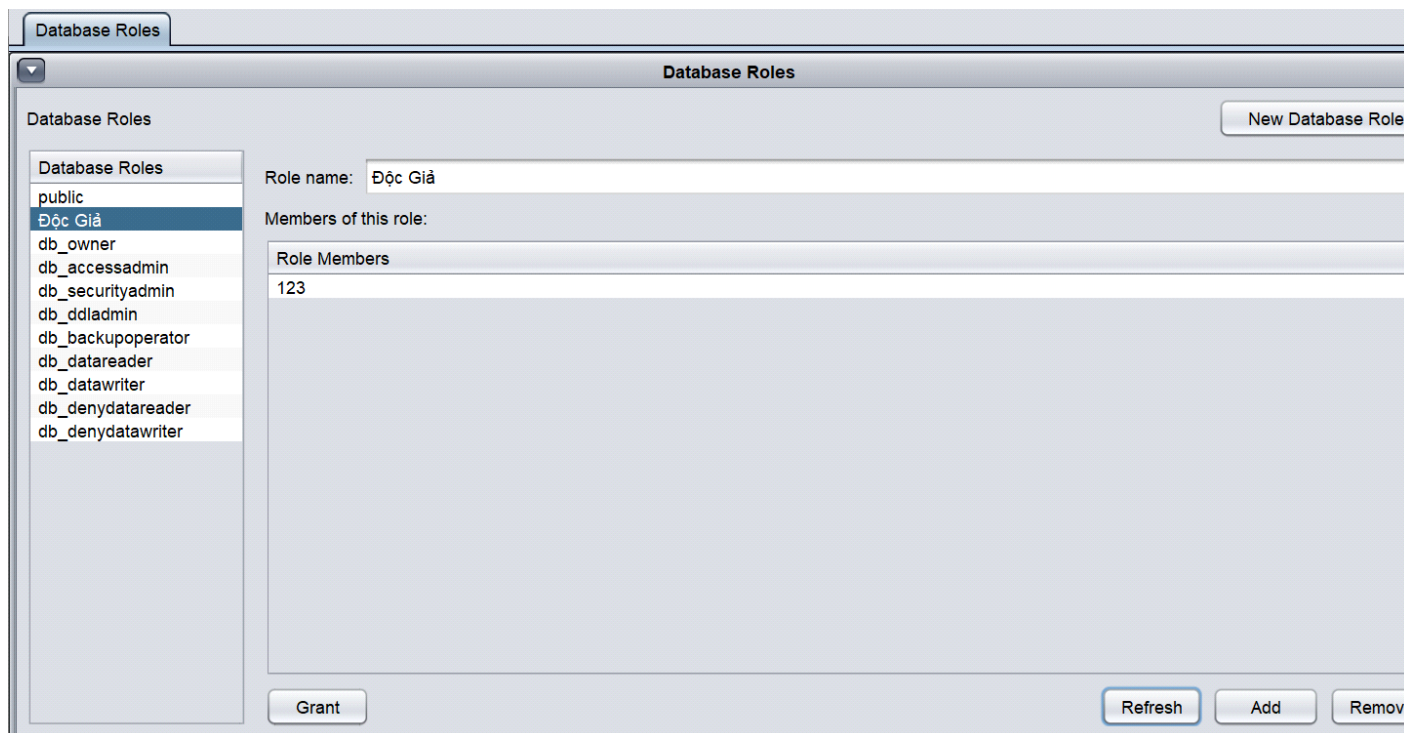 Database Roles
Database Roles
Database Roles
New Database Role
Database Roles
public
Độc Giả
db_owner
db_accessadmin
db_securityadmin
db_ddladmin
db_backupoperator
db_datareader
db_datawriter
db_denydatareader
db_denydatawriter
Role name: Độc Giả
Members of this role:
Role Members
123
Grant
Refresh
Add
Remov